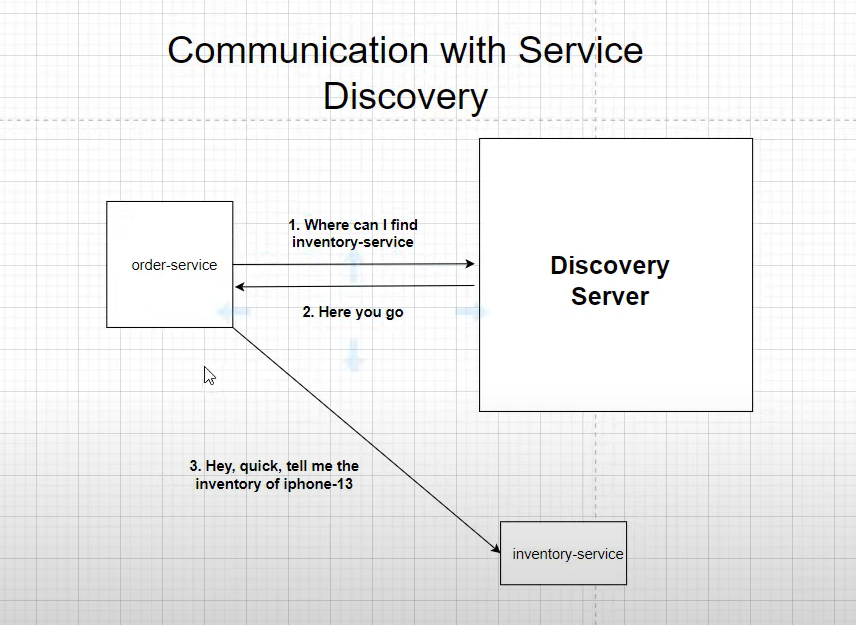 Communication with Service
Discovery
1. Where can I find
inventory-service
order-service
Discovery
Server
2. Here you go
3. Hey, quick, tell me the
inventory of iphone-13
inventory-service